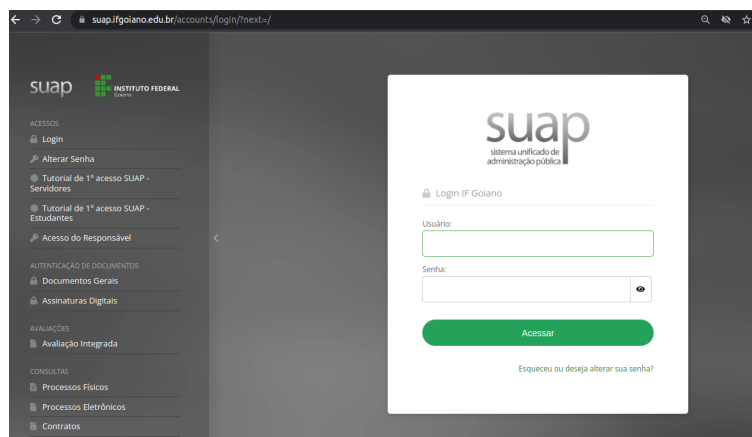 suap.ifgoiano.edu.br/accounts/login/?next=/
suap
INSTITUTO FEDERAL
Goiano
ACESSOS
Login
Alterar Senha
Tutorial de 1º acesso SUAP -
Servidores
Tutorial de 1º acesso SUAP -
Estudantes
Acesso do Responsável
AUTENTICAÇÃO DE DOCUMENTOS
Documentos Gerais
Assinaturas Digitais
AVALIAÇÕES
Avaliação Integrada
CONSULTAS
Processos Físicos
Processos Eletrônicos
Contratos
suap
sistema unificado de
administração pública
Login IF Goiano
Usuário:
Senha:
Acessar
Esqueceu ou deseja alterar sua senha?